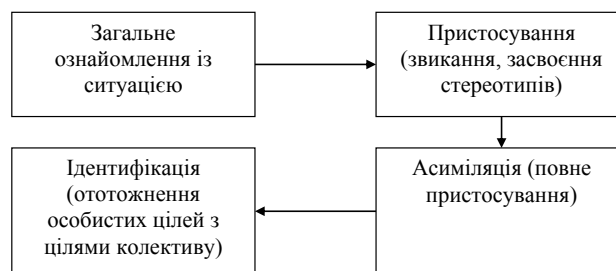 Загальне
ознайомлення із
ситуацією
Пристосування
(звикання, засвоєння
стереотипів)
Асиміляція (повне
пристосування)
Ідентифікація
(ототожнення
особистих цілей з
цілями колективу)